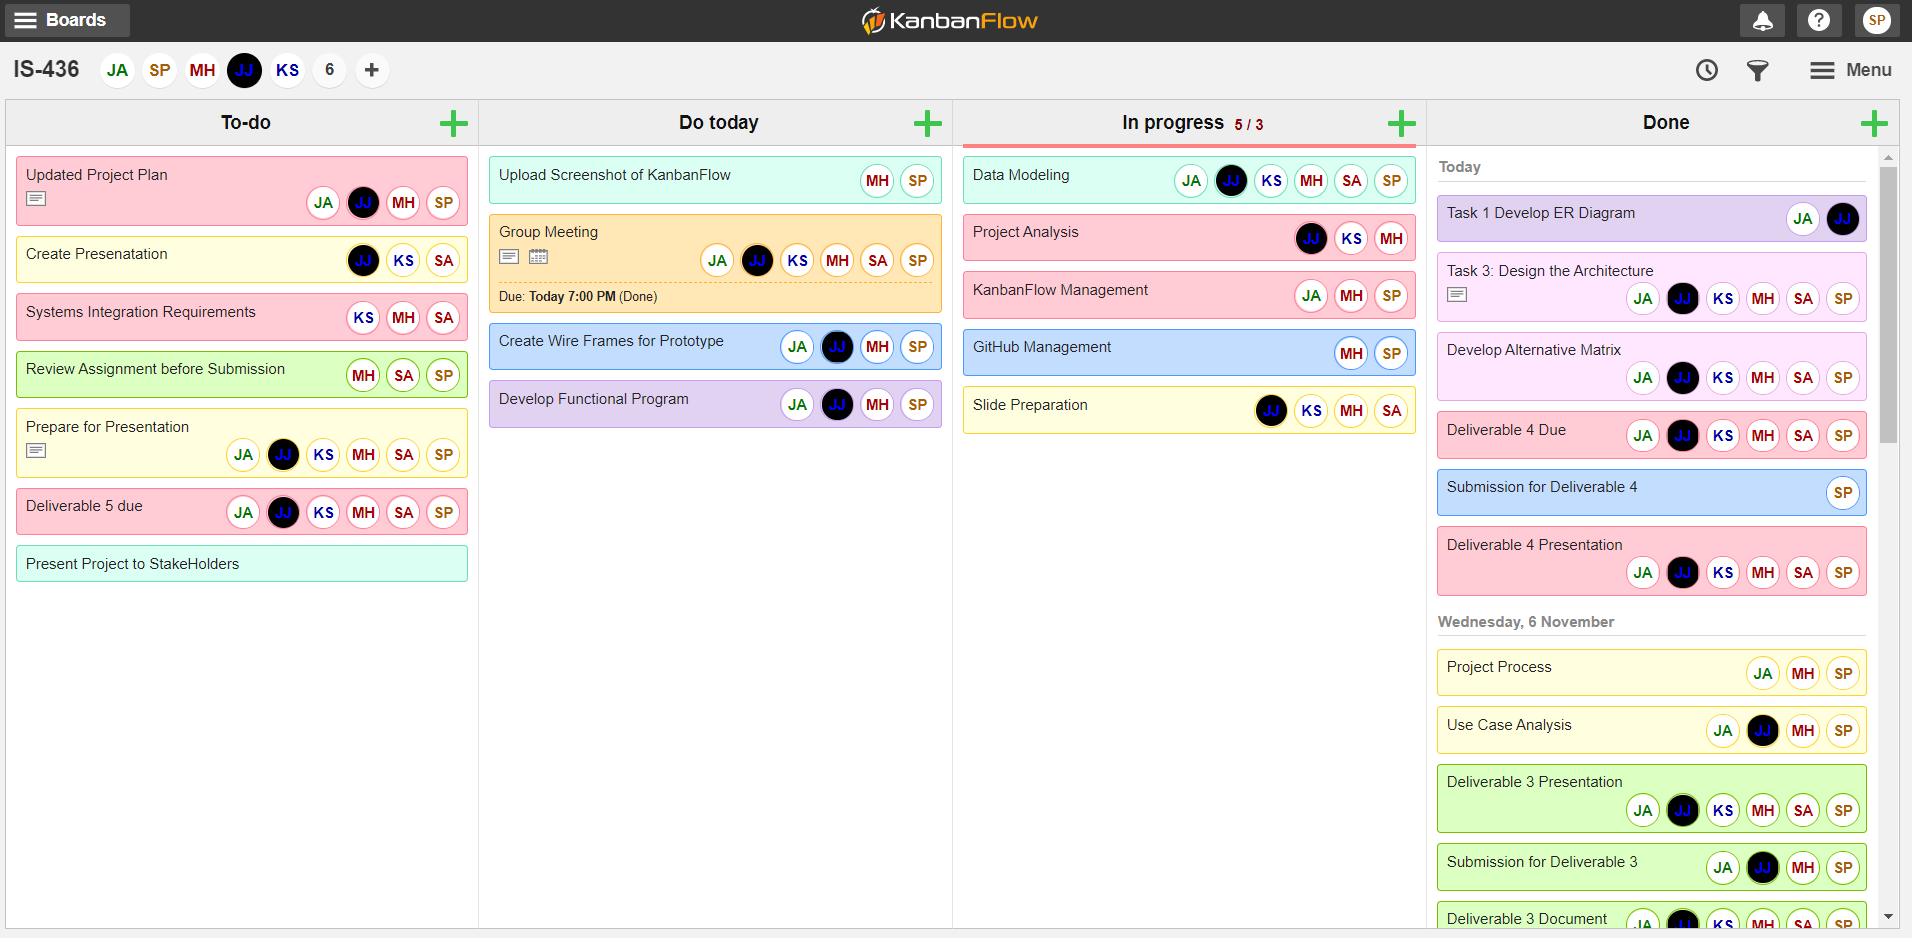 Boards
KanbanFlow
SP
IS-436
JA SP MH JJ KS 6
Menu
To-do
Updated Project Plan
JA JJ MH SP
Create Presenatation
JJ KS SA
Systems Integration Requirements
KS MH SA
Review Assignment before Submission
MH SA SP
Prepare for Presentation
JA JJ KS MH SA SP
Deliverable 5 due
JA JJ KS MH SA SP
Present Project to StakeHolders
Do today
Upload Screenshot of KanbanFlow
MH SP
Group Meeting
JA JJ KS MH SA SP
Due: Today 7:00 PM (Done)
Create Wire Frames for Prototype
JA JJ MH SP
Develop Functional Program
JA JJ MH SP
In progress 5 / 3
Data Modeling
JA JJ KS MH SA SP
Project Analysis
JJ KS MH
KanbanFlow Management
JA MH SP
GitHub Management
MH SP
Slide Preparation
JJ KS MH SA
Done
Today
Task 1 Develop ER Diagram
JA JJ
Task 3: Design the Architecture
JA JJ KS MH SA SP
Develop Alternative Matrix
JA JJ KS MH SA SP
Deliverable 4 Due
JA JJ KS MH SA SP
Submission for Deliverable 4
SP
Deliverable 4 Presentation
JA JJ KS MH SA SP
Wednesday, 6 November
Project Process
JA MH SP
Use Case Analysis
JA JJ MH SP
Deliverable 3 Presentation
JA JJ KS MH SA SP
Submission for Deliverable 3
JA JJ MH SP
Deliverable 3 Document
JA JJ KS MH SA SP